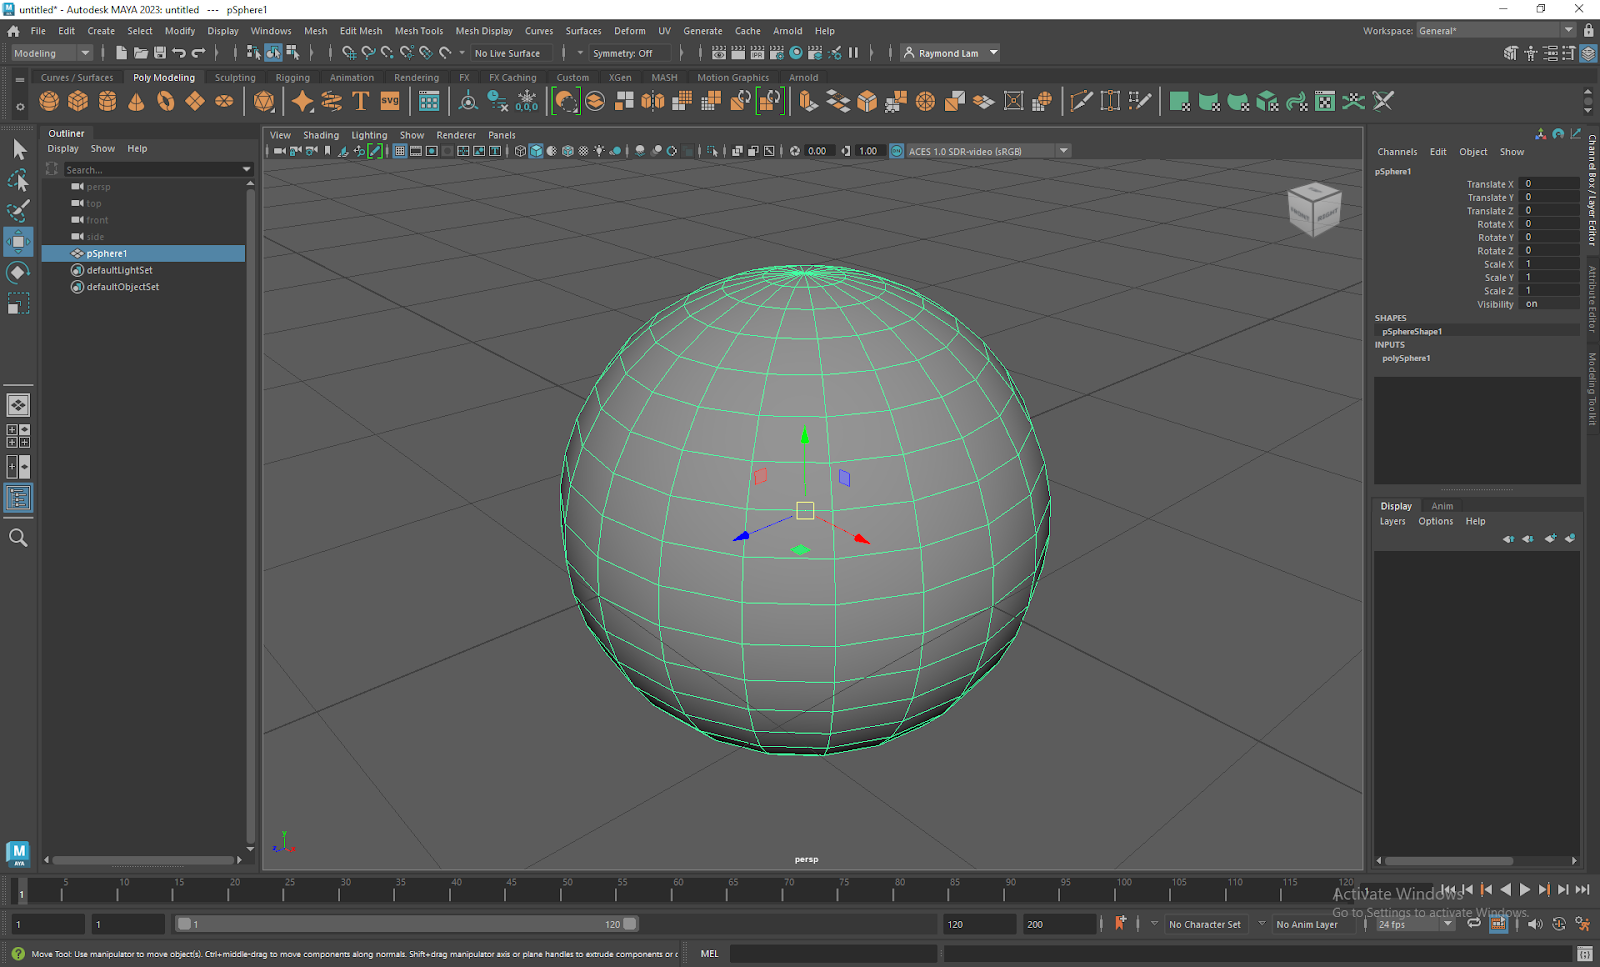 untitled* - Autodesk MAYA 2023: untitled --- pSphere1
File Edit Create Select Modify Display Windows Mesh Edit Mesh Mesh Tools Mesh Display Curves Surfaces Deform UV Generate Cache Arnold Help
Workspace: General*
Modeling
No Live Surface
Symmetry: Off
Raymond Lam
Curves / Surfaces Poly Modeling Sculpting Rigging Animation Rendering FX FX Caching Custom XGen MASH Motion Graphics Arnold
T
SVG
0,0,0
Outliner
Display Show Help
Search...
persp
top
front
side
pSphere1
defaultLightSet
defaultObjectSet
View Shading Lighting Show Renderer Panels
0.00
1.00
ACES 1.0 SDR-video (sRGB)
FRONT
RIGHT
y
z
x
persp
Channels Edit Object Show
pSphere1
Translate X 0
Translate Y 0
Translate Z 0
Rotate X 0
Rotate Y 0
Rotate Z 0
Scale X 1
Scale Y 1
Scale Z 1
Visibility on
SHAPES
pSphereShape1
INPUTS
polySphere1
Channel Box / Layer Editor
Attribute Editor
Modeling Toolkit
Display Anim
Layers Options Help
M
AYA
1
5 10 15 20 25 30 35 40 45 50 55 60 65 70 75 80 85 90 95 100 105 110 115 120
1
Activate Windows
Go to Settings to activate Windows.
1
1
1
120
120
200
No Character Set
No Anim Layer
24 fps
Move Tool: Use manipulator to move object(s). Ctrl+middle-drag to move components along normals. Shift+drag manipulator axis or plane handles to extrude components or c
MEL